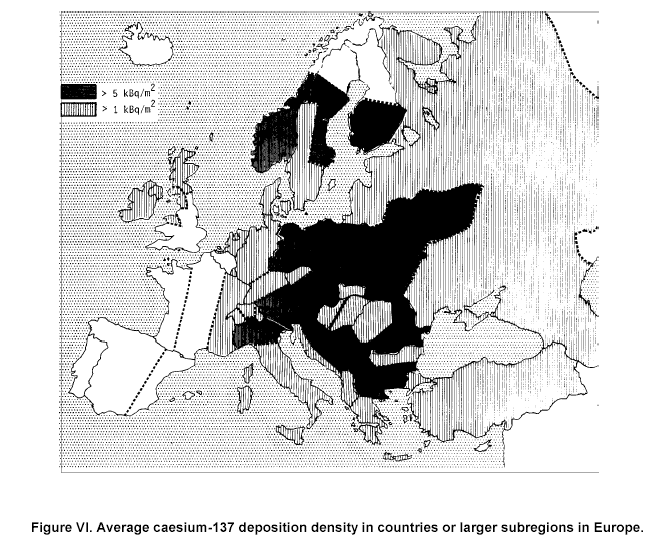 > 5 kBq/m²
> 1 kBq/m²
Figure VI. Average caesium-137 deposition density in countries or larger subregions in Europe.